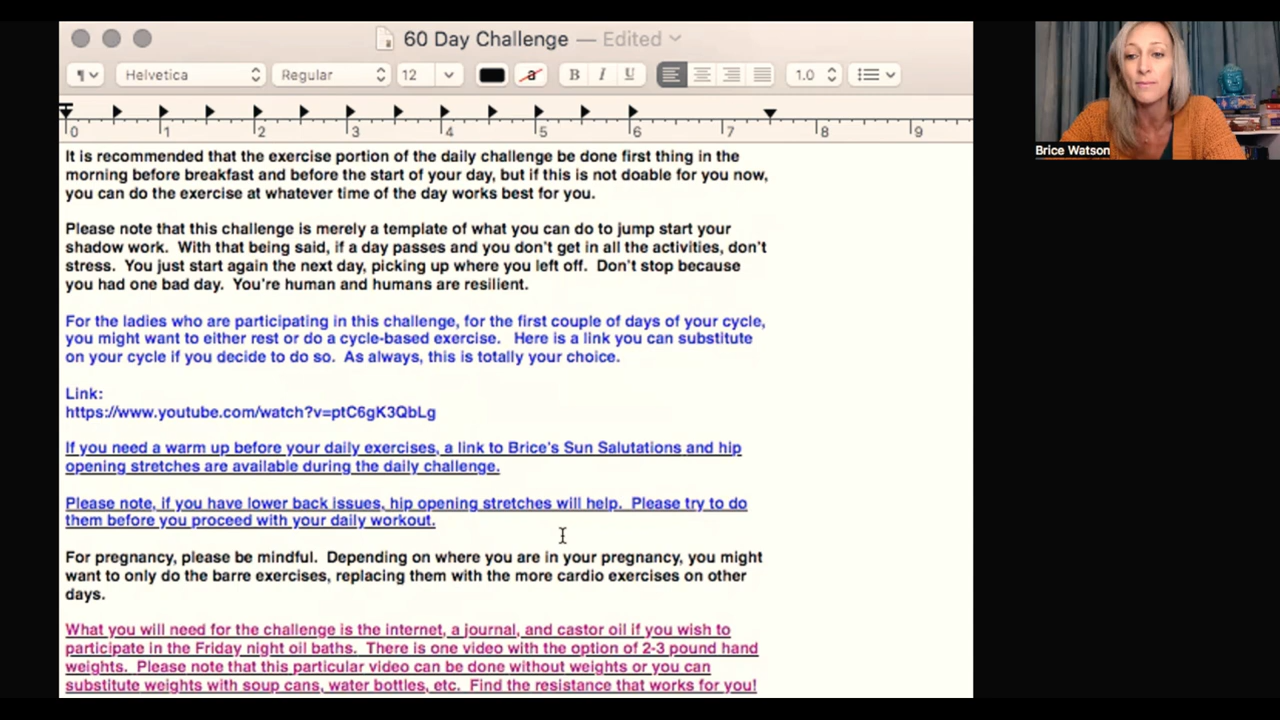 60 Day Challenge — Edited
¶ Helvetica Regular 12 a B I U 1.0
0 1 2 3 4 5 6 7 8 9
It is recommended that the exercise portion of the daily challenge be done first thing in the
morning before breakfast and before the start of your day, but if this is not doable for you now,
you can do the exercise at whatever time of the day works best for you.
Please note that this challenge is merely a template of what you can do to jump start your
shadow work.  With that being said, if a day passes and you don't get in all the activities, don't
stress.  You just start again the next day, picking up where you left off.  Don't stop because
you had one bad day.  You're human and humans are resilient.
For the ladies who are participating in this challenge, for the first couple of days of your cycle,
you might want to either rest or do a cycle-based exercise.   Here is a link you can substitute
on your cycle if you decide to do so.  As always, this is totally your choice.
Link:
https://www.youtube.com/watch?v=ptC6gK3QbLg
If you need a warm up before your daily exercises, a link to Brice's Sun Salutations and hip
opening stretches are available during the daily challenge.
Please note, if you have lower back issues, hip opening stretches will help.  Please try to do
them before you proceed with your daily workout.
For pregnancy, please be mindful.  Depending on where you are in your pregnancy, you might
want to only do the barre exercises, replacing them with the more cardio exercises on other
days.
What you will need for the challenge is the internet, a journal, and castor oil if you wish to
participate in the Friday night oil baths.  There is one video with the option of 2-3 pound hand
weights.  Please note that this particular video can be done without weights or you can
substitute weights with soup cans, water bottles, etc.  Find the resistance that works for you!
Brice Watson